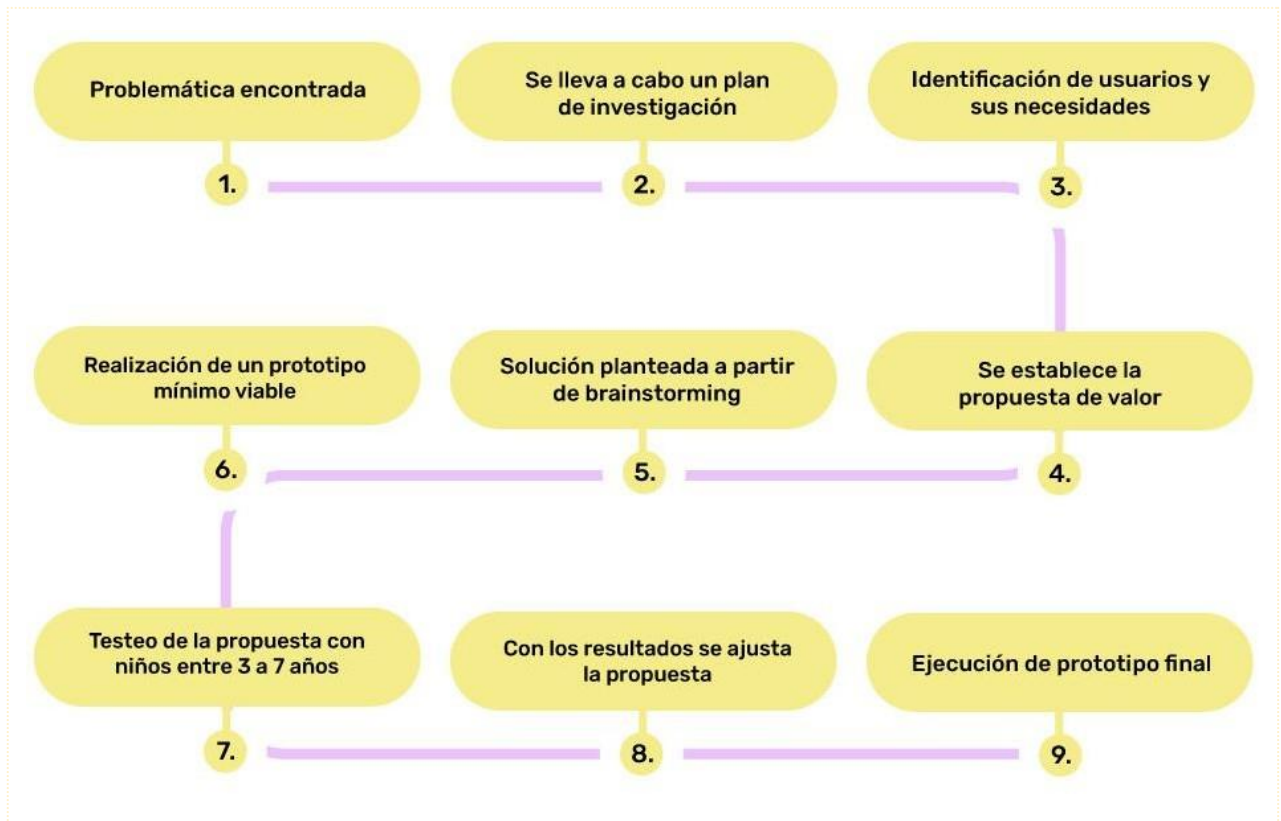 Problemática encontrada
1.
Se lleva a cabo un plan
de investigación
2.
Identificación de usuarios y
sus necesidades
3.
Se establece la
propuesta de valor
4.
Solución planteada a partir
de brainstorming
5.
Realización de un prototipo
mínimo viable
6.
Testeo de la propuesta con
niños entre 3 a 7 años
7.
Con los resultados se ajusta
la propuesta
8.
Ejecución de prototipo final
9.